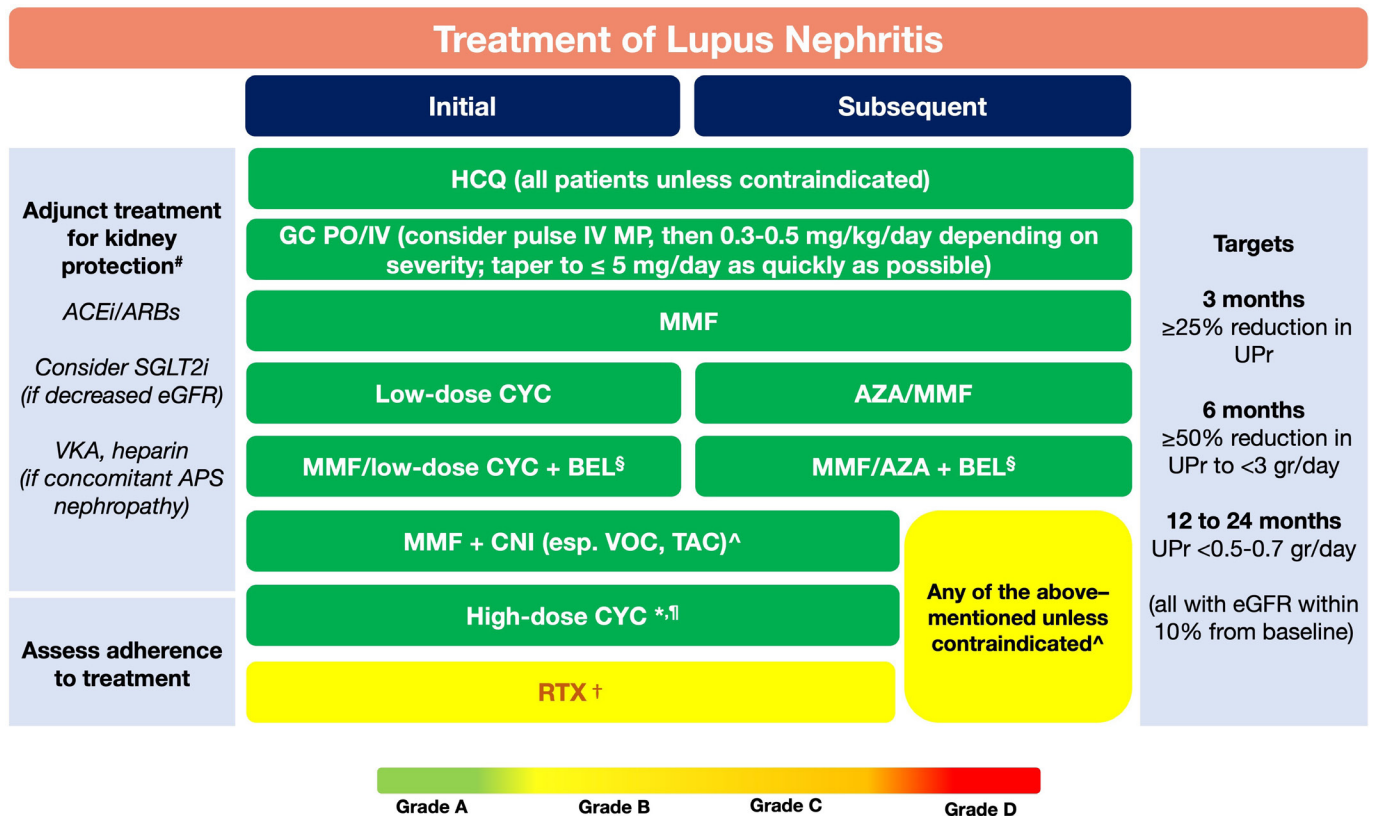 Treatment of Lupus Nephritis
Initial
Subsequent
Adjunct treatment
for kidney
protection#
ACEi/ARBs
Consider SGLT2i
(if decreased eGFR)
VKA, heparin
(if concomitant APS
nephropathy)
Assess adherence
to treatment
HCQ (all patients unless contraindicated)
GC PO/IV (consider pulse IV MP, then 0.3-0.5 mg/kg/day depending on
severity; taper to ≤ 5 mg/day as quickly as possible)
MMF
Low-dose CYC
AZA/MMF
MMF/low-dose CYC + BEL§
MMF/AZA + BEL§
MMF + CNI (esp. VOC, TAC)^
High-dose CYC *,¶
RTX †
Any of the above–
mentioned unless
contraindicated^
Targets
3 months
≥25% reduction in
UPr
6 months
≥50% reduction in
UPr to <3 gr/day
12 to 24 months
UPr <0.5-0.7 gr/day
(all with eGFR within
10% from baseline)
Grade A
Grade B
Grade C
Grade D